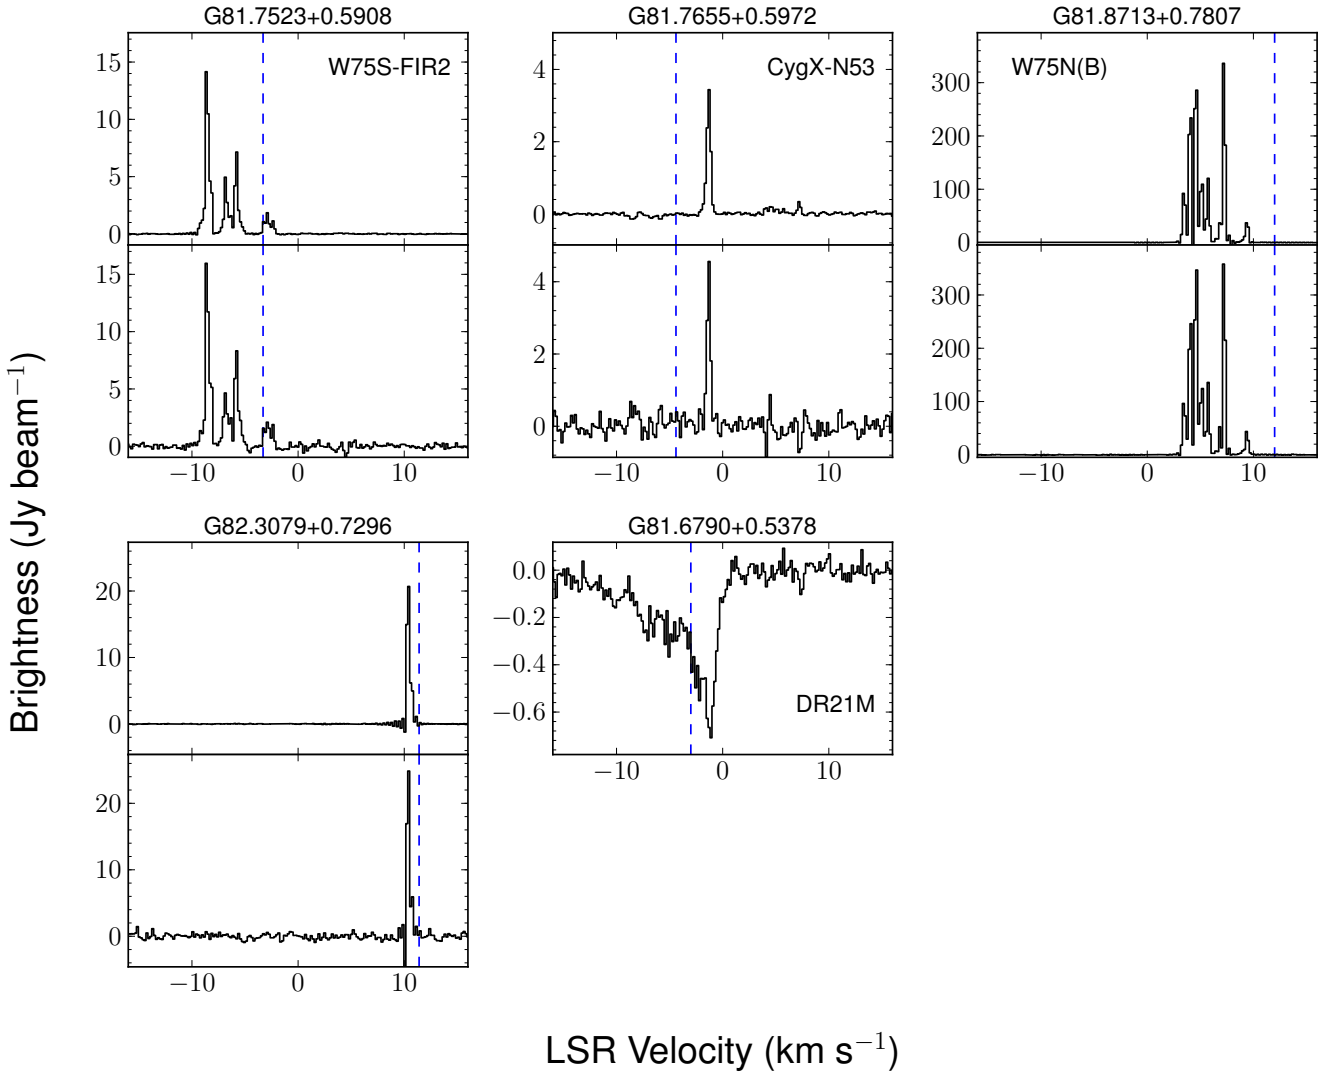 G81.7523+0.5908
G81.7655+0.5972
G81.8713+0.7807
W75S-FIR2
CygX-N53
W75N(B)
15
10
5
0
4
2
0
300
200
100
0
15
10
5
0
4
2
0
300
200
100
0
−10 0 10
−10 0 10
−10 0 10
G82.3079+0.7296
G81.6790+0.5378
20
10
0
0.0
−0.2
−0.4
−0.6
DR21M
−10 0 10
20
10
0
−10 0 10
Brightness (Jy beam⁻¹)
LSR Velocity (km s⁻¹)